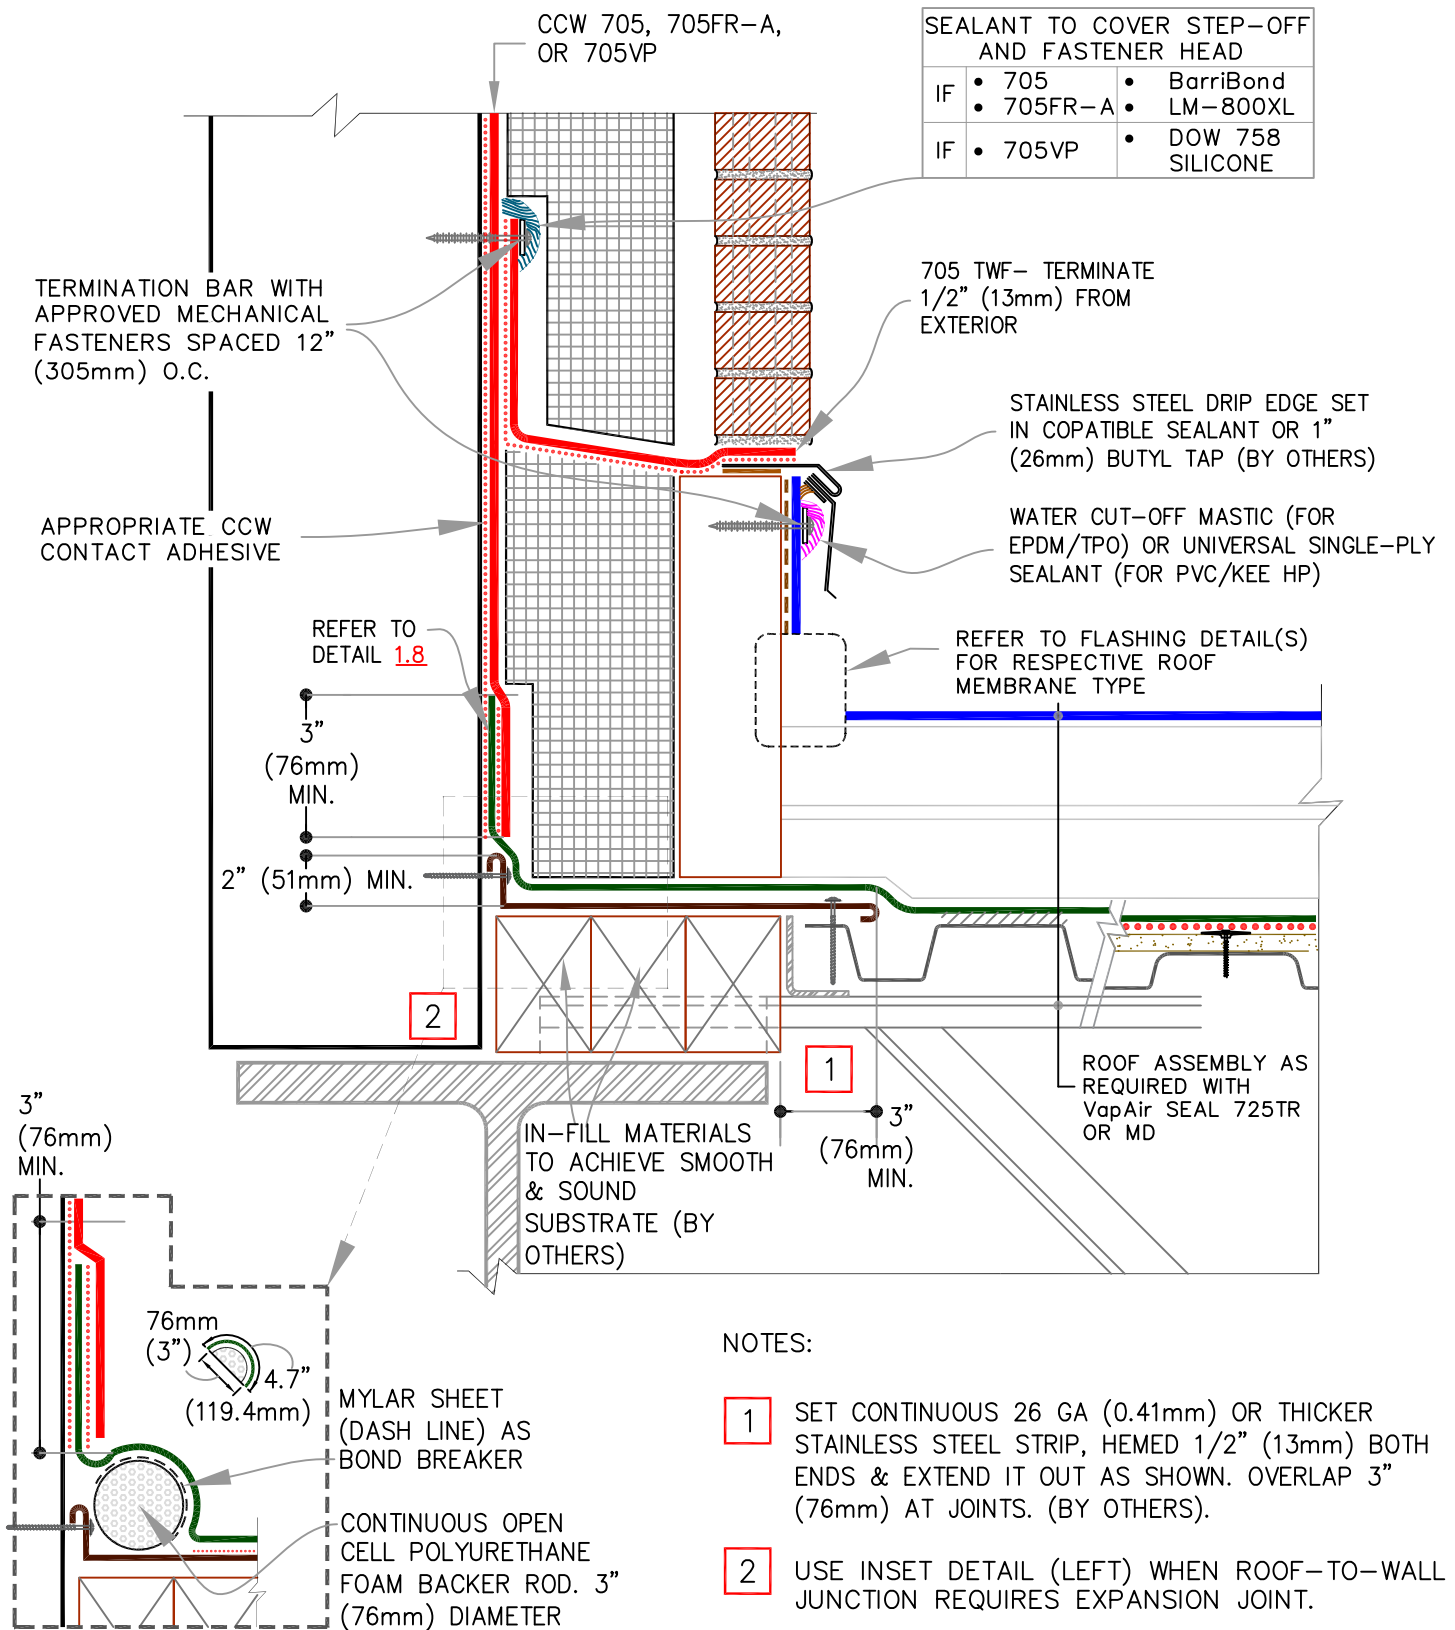 CCW 705, 705FR-A,
OR 705VP
SEALANT TO COVER STEP-OFF
AND FASTENER HEAD
IF • 705 • BarriBond
• 705FR-A • LM-800XL
IF • 705VP • DOW 758
SILICONE
TERMINATION BAR WITH
APPROVED MECHANICAL
FASTENERS SPACED 12"
(305mm) O.C.
705 TWF- TERMINATE
1/2" (13mm) FROM
EXTERIOR
STAINLESS STEEL DRIP EDGE SET
IN COPATIBLE SEALANT OR 1"
(26mm) BUTYL TAP (BY OTHERS)
APPROPRIATE CCW
CONTACT ADHESIVE
WATER CUT-OFF MASTIC (FOR
EPDM/TPO) OR UNIVERSAL SINGLE-PLY
SEALANT (FOR PVC/KEE HP)
REFER TO
DETAIL 1.8
REFER TO FLASHING DETAIL(S)
FOR RESPECTIVE ROOF
MEMBRANE TYPE
3"
(76mm)
MIN.
2" (51mm) MIN.
2
1
3"
(76mm)
MIN.
ROOF ASSEMBLY AS
REQUIRED WITH
VapAir SEAL 725TR
OR MD
IN-FILL MATERIALS
TO ACHIEVE SMOOTH
& SOUND
SUBSTRATE (BY
OTHERS)
3"
(76mm)
MIN.
76mm
(3")
4.7"
(119.4mm)
MYLAR SHEET
(DASH LINE) AS
BOND BREAKER
CONTINUOUS OPEN
CELL POLYURETHANE
FOAM BACKER ROD. 3"
(76mm) DIAMETER
NOTES:
1 SET CONTINUOUS 26 GA (0.41mm) OR THICKER
STAINLESS STEEL STRIP, HEMED 1/2" (13mm) BOTH
ENDS & EXTEND IT OUT AS SHOWN. OVERLAP 3"
(76mm) AT JOINTS. (BY OTHERS).
2 USE INSET DETAIL (LEFT) WHEN ROOF-TO-WALL
JUNCTION REQUIRES EXPANSION JOINT.